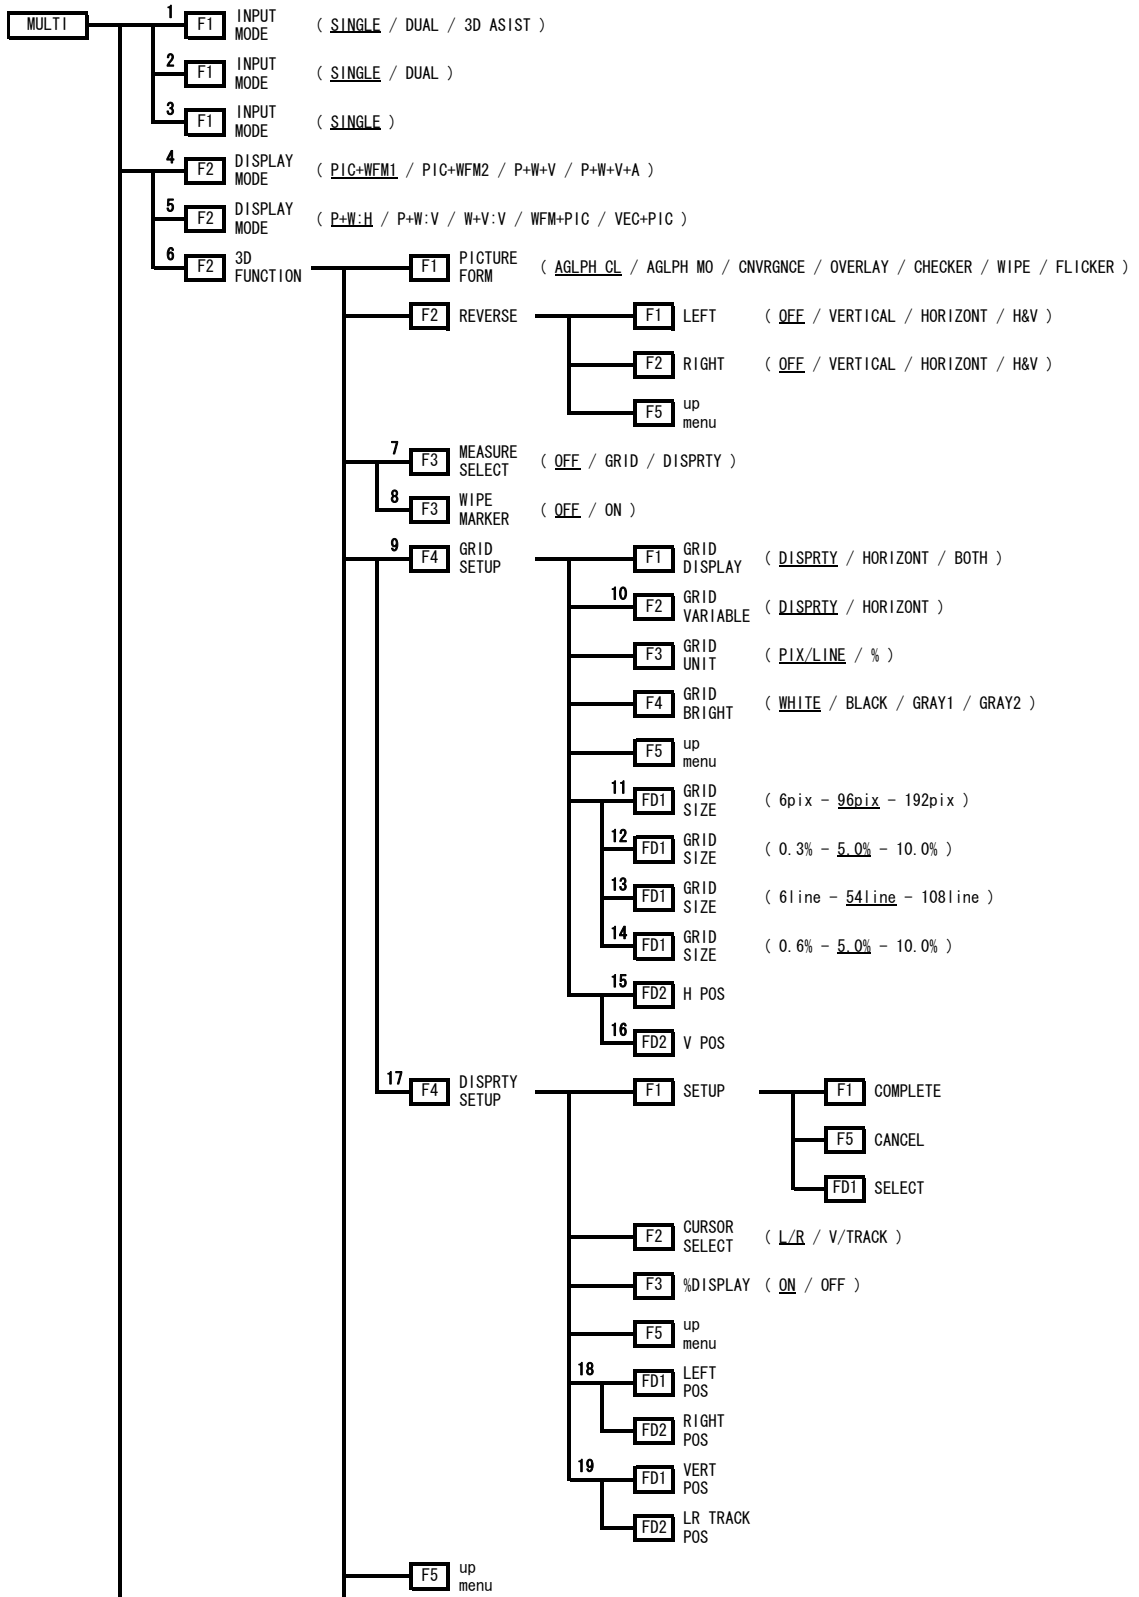 MULTI
1 F1 INPUT MODE ( SINGLE / DUAL / 3D ASIST )
2 F1 INPUT MODE ( SINGLE / DUAL )
3 F1 INPUT MODE ( SINGLE )
4 F2 DISPLAY MODE ( PIC+WFM1 / PIC+WFM2 / P+W+V / P+W+V+A )
5 F2 DISPLAY MODE ( P+W:H / P+W:V / W+V:V / WFM+PIC / VEC+PIC )
6 F2 3D FUNCTION
F1 PICTURE FORM ( AGLPH CL / AGLPH MO / CNVRGNCE / OVERLAY / CHECKER / WIPE / FLICKER )
F2 REVERSE
F1 LEFT ( OFF / VERTICAL / HORIZONT / H&V )
F2 RIGHT ( OFF / VERTICAL / HORIZONT / H&V )
F5 up menu
7 F3 MEASURE SELECT ( OFF / GRID / DISPRTY )
8 F3 WIPE MARKER ( OFF / ON )
9 F4 GRID SETUP
F1 GRID DISPLAY ( DISPRTY / HORIZONT / BOTH )
10 F2 GRID VARIABLE ( DISPRTY / HORIZONT )
F3 GRID UNIT ( PIX/LINE / % )
F4 GRID BRIGHT ( WHITE / BLACK / GRAY1 / GRAY2 )
F5 up menu
11 FD1 GRID SIZE ( 6pix - 96pix - 192pix )
12 FD1 GRID SIZE ( 0.3% - 5.0% - 10.0% )
13 FD1 GRID SIZE ( 6line - 54line - 108line )
14 FD1 GRID SIZE ( 0.6% - 5.0% - 10.0% )
15 FD2 H POS
16 FD2 V POS
17 F4 DISPRTY SETUP
F1 SETUP
F1 COMPLETE
F5 CANCEL
FD1 SELECT
F2 CURSOR SELECT ( L/R / V/TRACK )
F3 %DISPLAY ( ON / OFF )
F5 up menu
18 FD1 LEFT POS
FD2 RIGHT POS
19 FD1 VERT POS
FD2 LR TRACK POS
F5 up menu